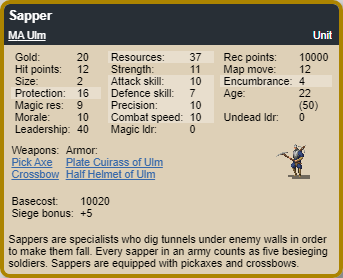 Sapper
MA Ulm Unit
Gold: 20 Resources: 37 Rec points: 10000
Hit points: 12 Strength: 11 Map move: 12
Size: 2 Attack skill: 10 Encumbrance: 4
Protection: 16 Defence skill: 7 Age: 22
Magic res: 9 Precision: 10 (50)
Morale: 10 Combat speed: 10 Undead ldr: 0
Leadership: 40 Magic ldr: 0
Weapons: Armor:
Pick Axe Plate Cuirass of Ulm
Crossbow Half Helmet of Ulm
Basecost: 10020
Siege bonus: +5
Sappers are specialists who dig tunnels under enemy walls in order
to make them fall. Every sapper in an army counts as five besieging
soldiers. Sappers are equipped with pickaxes and crossbows.